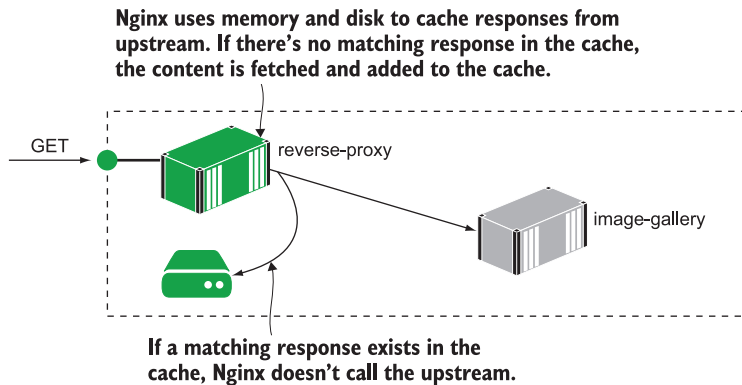 Nginx uses memory and disk to cache responses from
upstream. If there's no matching response in the cache,
the content is fetched and added to the cache.
GET
reverse-proxy
image-gallery
If a matching response exists in the
cache, Nginx doesn't call the upstream.